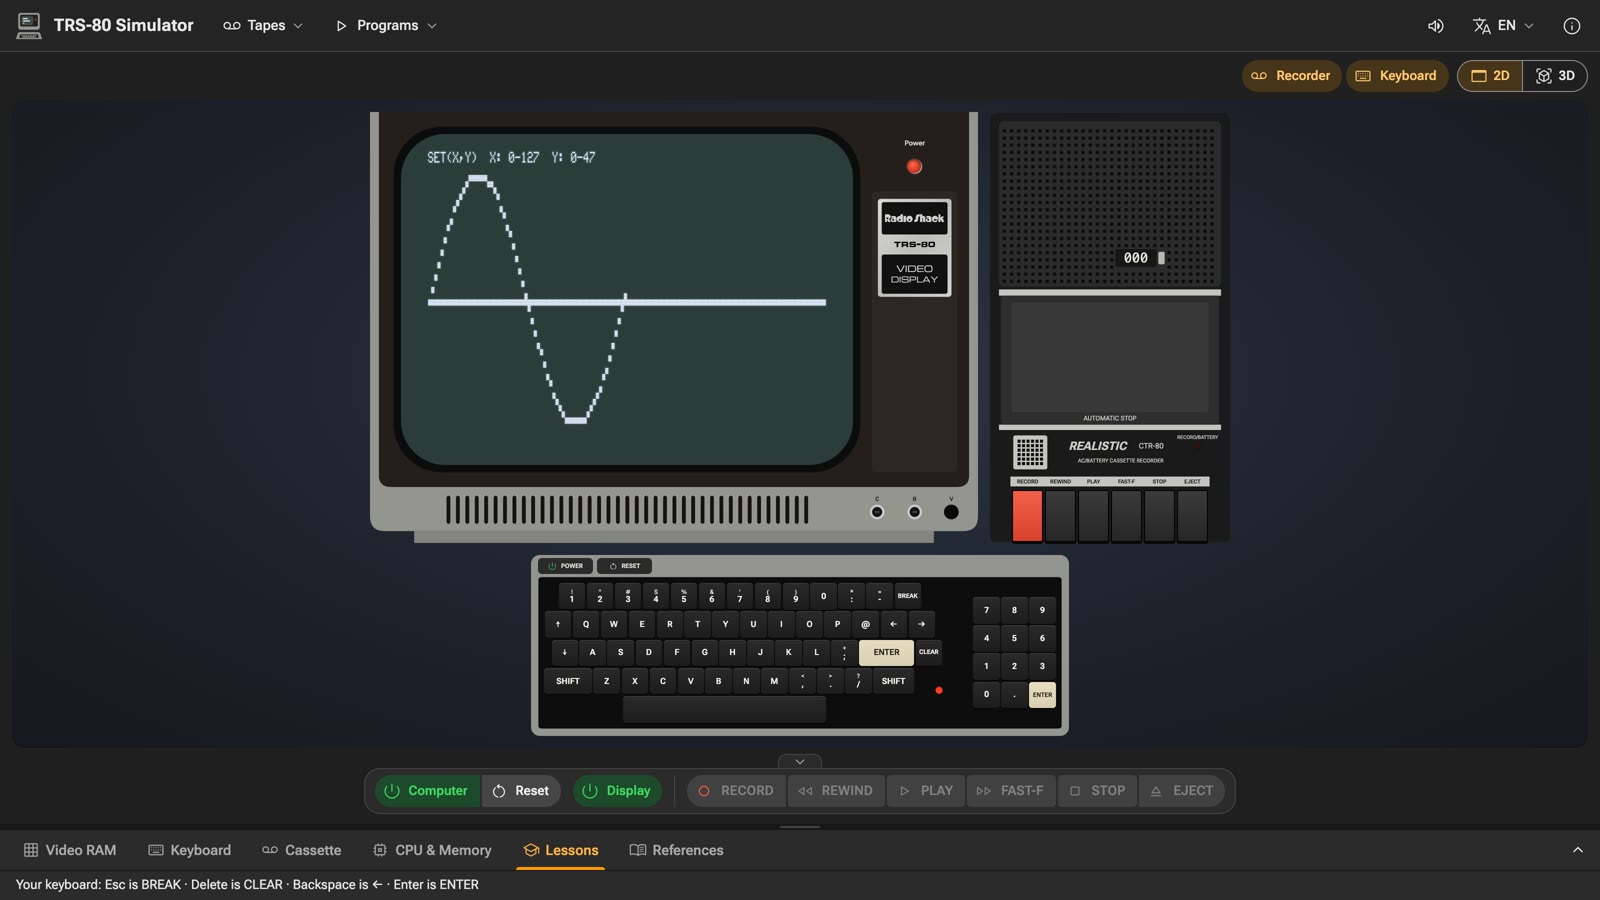 TRS-80 Simulator
Tapes
Programs
EN
Recorder
Keyboard
2D
3D
SET(X,Y)  X: 0-127  Y: 0-47
Power
Radio Shack
TRS-80
VIDEO
DISPLAY
C
B
V
000
AUTOMATIC STOP
REALISTIC CTR-80
RECORD/BATTERY
AC/BATTERY CASSETTE RECORDER
RECORD REWIND PLAY FAST-F STOP EJECT
POWER RESET
! " # $ % & ' ( ) * =
1 2 3 4 5 6 7 8 9 0 : - BREAK
↑ Q W E R T Y U I O P @ ← →
↓ A S D F G H J K L + ; ENTER CLEAR
SHIFT Z X C V B N M < , > . ? / SHIFT
7 8 9
4 5 6
1 2 3
0 . ENTER
Computer
Reset
Display
RECORD
REWIND
PLAY
FAST-F
STOP
EJECT
Video RAM
Keyboard
Cassette
CPU & Memory
Lessons
References
Your keyboard: Esc is BREAK · Delete is CLEAR · Backspace is ← · Enter is ENTER